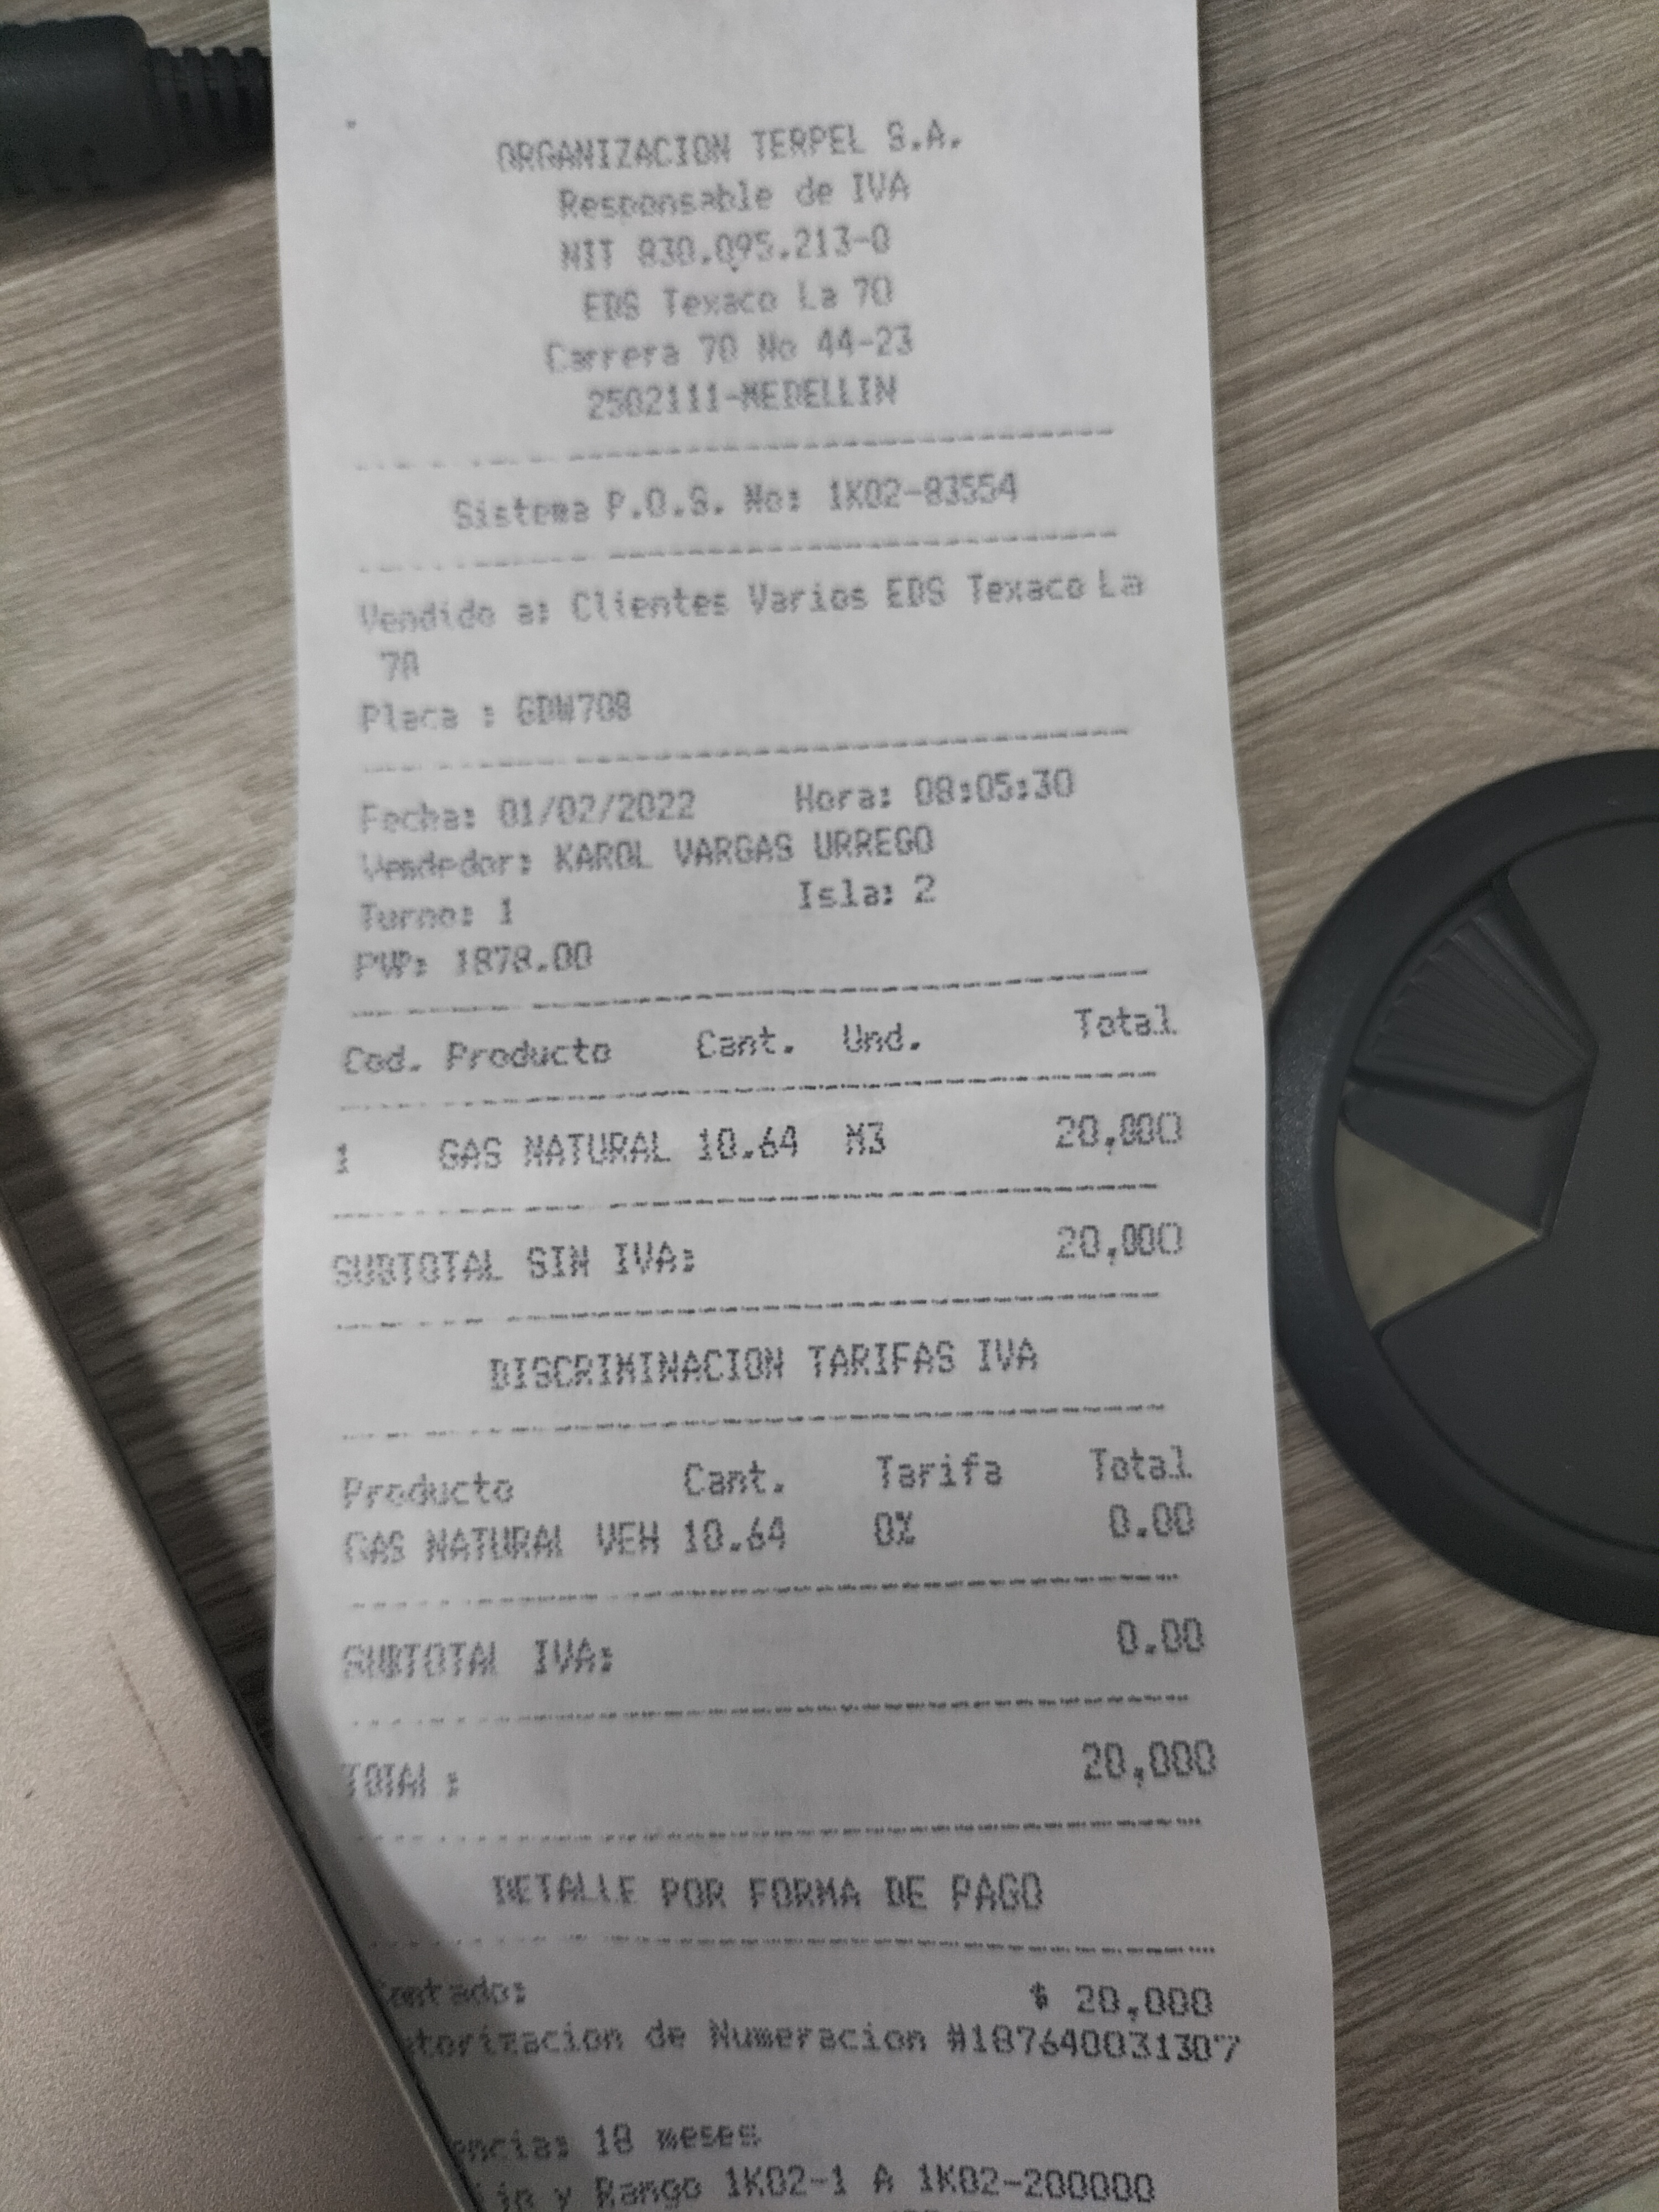 ORGANIZACION TERPEL S.A.
Responsable de IVA
NIT 830.095.213-0
EDS Texaco La 70
Carrera 70 No 44-23
2502111-MEDELLIN
Sistema P.O.S. No: 1K02-83554
Vendido a: Clientes Varios EDS Texaco La
70
Placa : GDW708
Fecha: 01/02/2022 Hora: 08:05:30
Vendedor: KAROL VARGAS URREGO
Turno: 1 Isla: 2
PVP: 1878.00
Cod. Producto Cant. Und. Total
1 GAS NATURAL 10.64 M3 20,000
SUBTOTAL SIN IVA: 20,000
DISCRIMINACION TARIFAS IVA
Producto Cant. Tarifa Total
GAS NATURAL VEH 10.64 0% 0.00
SUBTOTAL IVA: 0.00
TOTAL : 20,000
DETALLE POR FORMA DE PAGO
Contado: $ 20,000
torizacion de Numeracion #187640031307
encia: 18 meses
ijo y Rango 1K02-1 A 1K02-200000